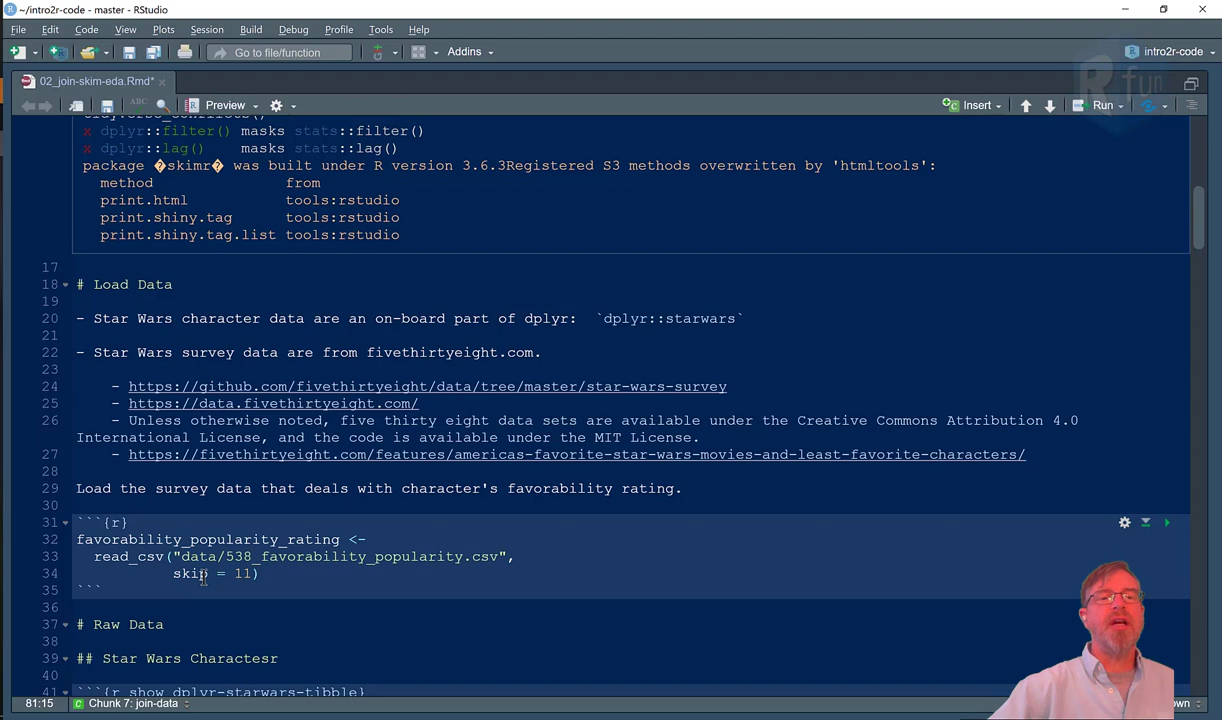 ~/intro2r-code - master - RStudio
File Edit Code View Plots Session Build Debug Profile Tools Help
Go to file/function Addins intro2r-code
R fun
02_join-skim-eda.Rmd*
ABC Preview Insert Run
x dplyr::filter() masks stats::filter()
x dplyr::lag() masks stats::lag()
package �skimr� was built under R version 3.6.3Registered S3 methods overwritten by 'htmltools':
method from
print.html tools:rstudio
print.shiny.tag tools:rstudio
print.shiny.tag.list tools:rstudio
17
18 # Load Data
19
20 - Star Wars character data are an on-board part of dplyr: `dplyr::starwars`
21
22 - Star Wars survey data are from fivethirtyeight.com.
23
24 - https://github.com/fivethirtyeight/data/tree/master/star-wars-survey
25 - https://data.fivethirtyeight.com/
26 - Unless otherwise noted, five thirty eight data sets are available under the Creative Commons Attribution 4.0
International License, and the code is available under the MIT License.
27 - https://fivethirtyeight.com/features/americas-favorite-star-wars-movies-and-least-favorite-characters/
28
29 Load the survey data that deals with character's favorability rating.
30
31 ```{r}
32 favorability_popularity_rating <-
33 read_csv("data/538_favorability_popularity.csv",
34 skip = 11)
35 ```
36
37 # Raw Data
38
39 ## Star Wars Charactesr
40
41 ```{r show dplyr-starwars-tibble}
81:15 Chunk 7: join-data